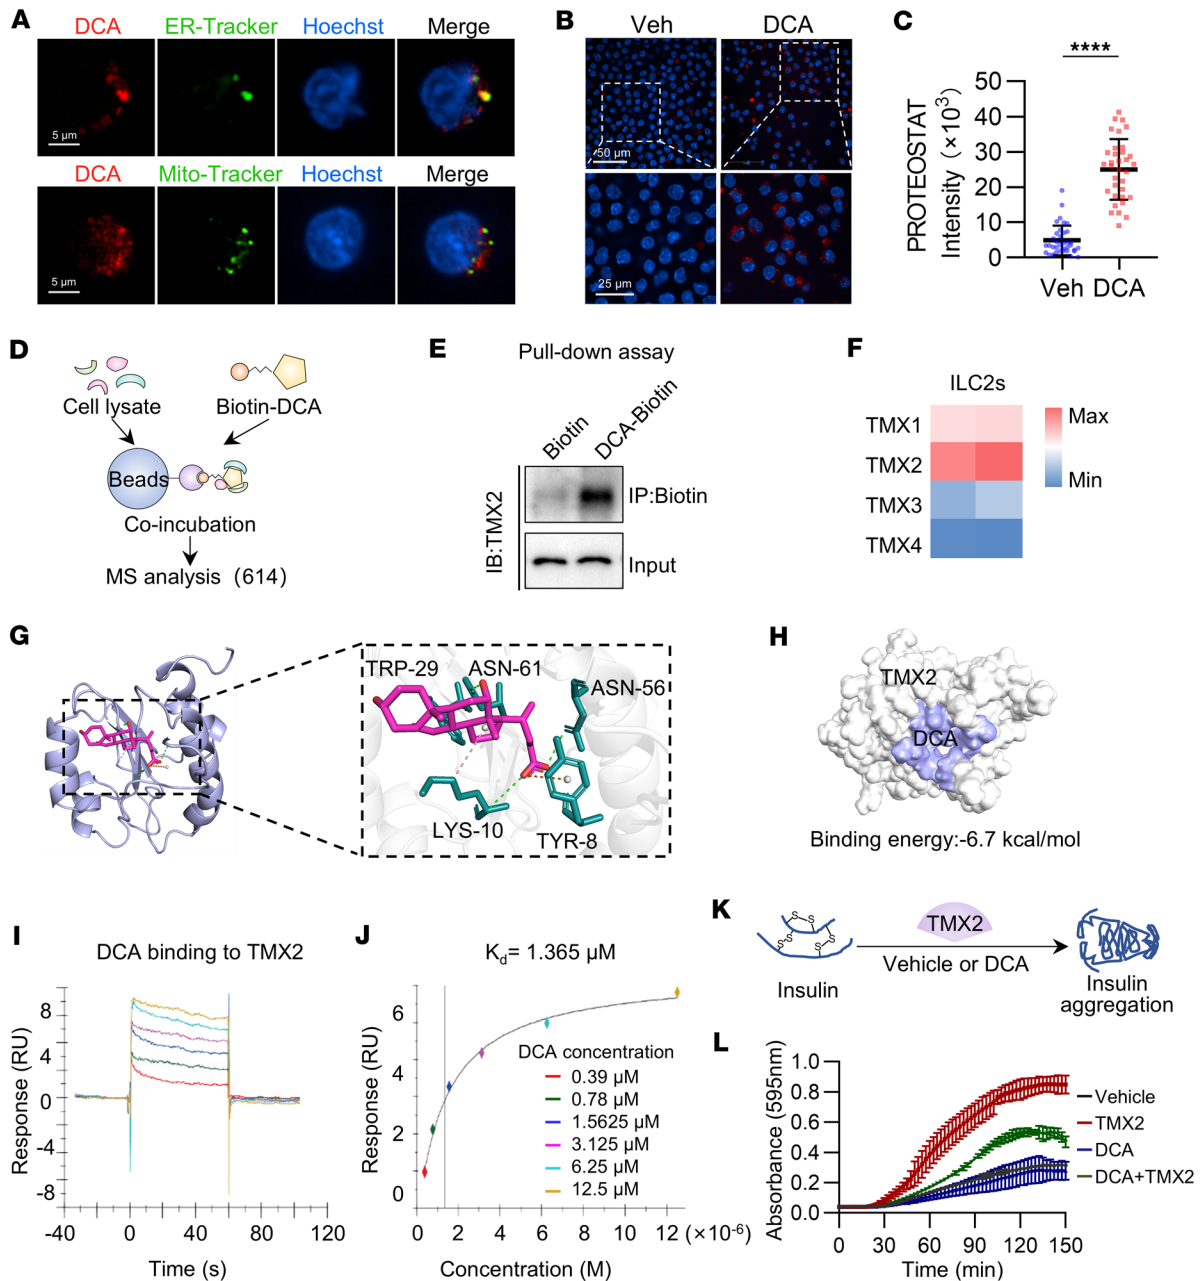 A
DCA
ER-Tracker
Hoechst
Merge
5 μm
DCA
Mito-Tracker
Hoechst
Merge
5 μm
B
Veh
DCA
50 μm
25 μm
C
****
PROTEOSTAT
Intensity (×10³)
50
40
30
20
10
0
Veh
DCA
D
Cell lysate
Biotin-DCA
Beads
Co-incubation
MS analysis (614)
E
Pull-down assay
Biotin
DCA-Biotin
IB:TMX2
IP:Biotin
Input
F
ILC2s
TMX1
TMX2
TMX3
TMX4
Max
Min
G
TRP-29
ASN-61
ASN-56
LYS-10
TYR-8
H
TMX2
DCA
Binding energy:-6.7 kcal/mol
I
DCA binding to TMX2
Response (RU)
8
4
0
-4
-8
-40
0
40
80
120
Time (s)
J
Kd= 1.365 μM
Response (RU)
6
4
2
0
DCA concentration
0.39 μM
0.78 μM
1.5625 μM
3.125 μM
6.25 μM
12.5 μM
0
2
4
6
8
10
12
(×10⁻⁶)
Concentration (M)
K
S
S
S
S
S
S
TMX2
Vehicle or DCA
Insulin
Insulin
aggregation
L
Absorbance (595nm)
1.0
0.8
0.6
0.4
0.2
0.0
Vehicle
TMX2
DCA
DCA+TMX2
0
30
60
90
120
150
Time (min)